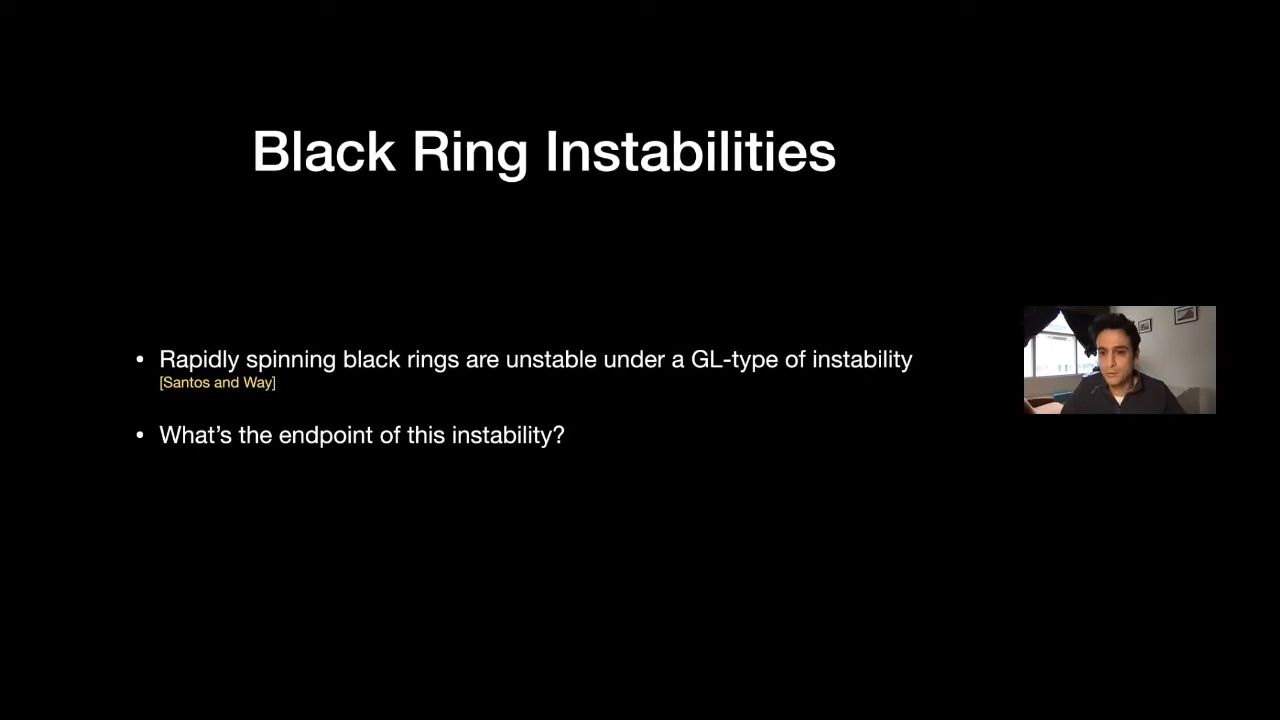 Black Ring Instabilities
• Rapidly spinning black rings are unstable under a GL-type of instability
[Santos and Way]
• What’s the endpoint of this instability?